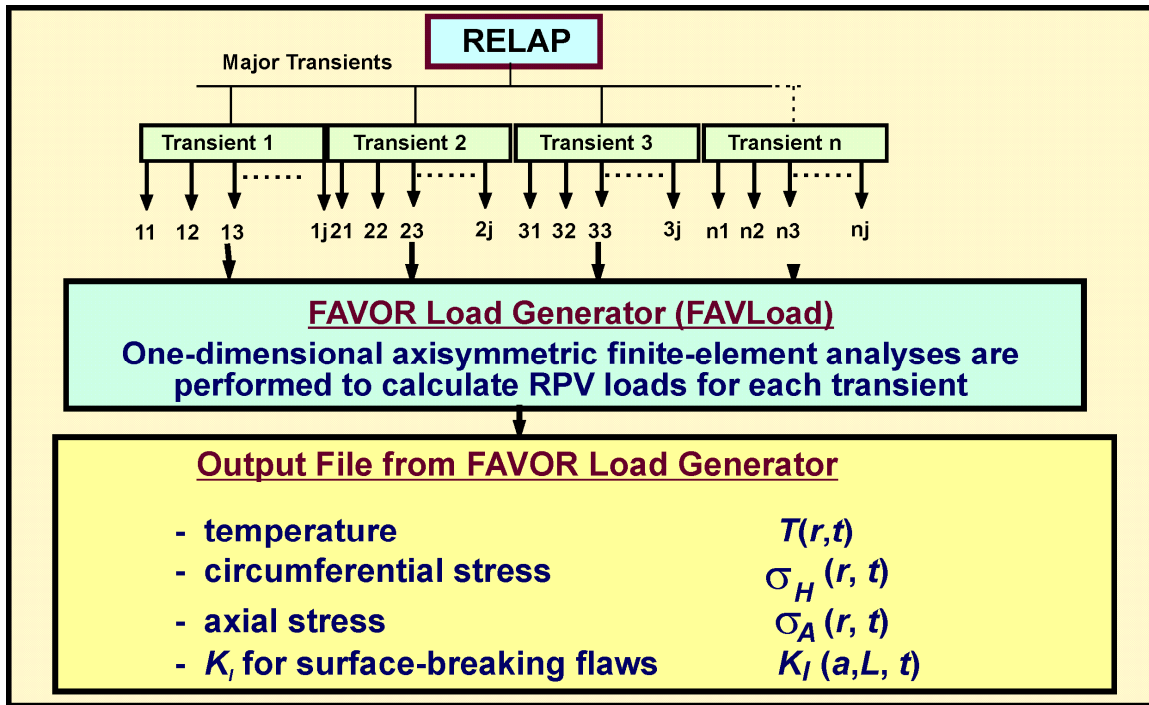 RELAP
Major Transients
Transient 1 Transient 2 Transient 3 Transient n
11 12 13 1j 21 22 23 2j 31 32 33 3j n1 n2 n3 nj
FAVOR Load Generator (FAVLoad)
One-dimensional axisymmetric finite-element analyses are
performed to calculate RPV loads for each transient
Output File from FAVOR Load Generator
- temperature T(r,t)
- circumferential stress σH (r, t)
- axial stress σA (r, t)
- KI for surface-breaking flaws KI (a,L, t)